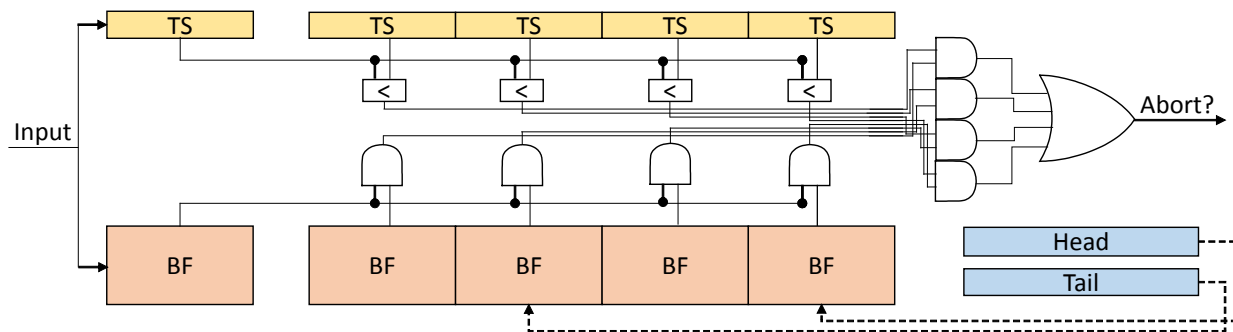 TS TS TS TS TS
< < < <
Input
Abort?
BF BF BF BF BF
Head
Tail